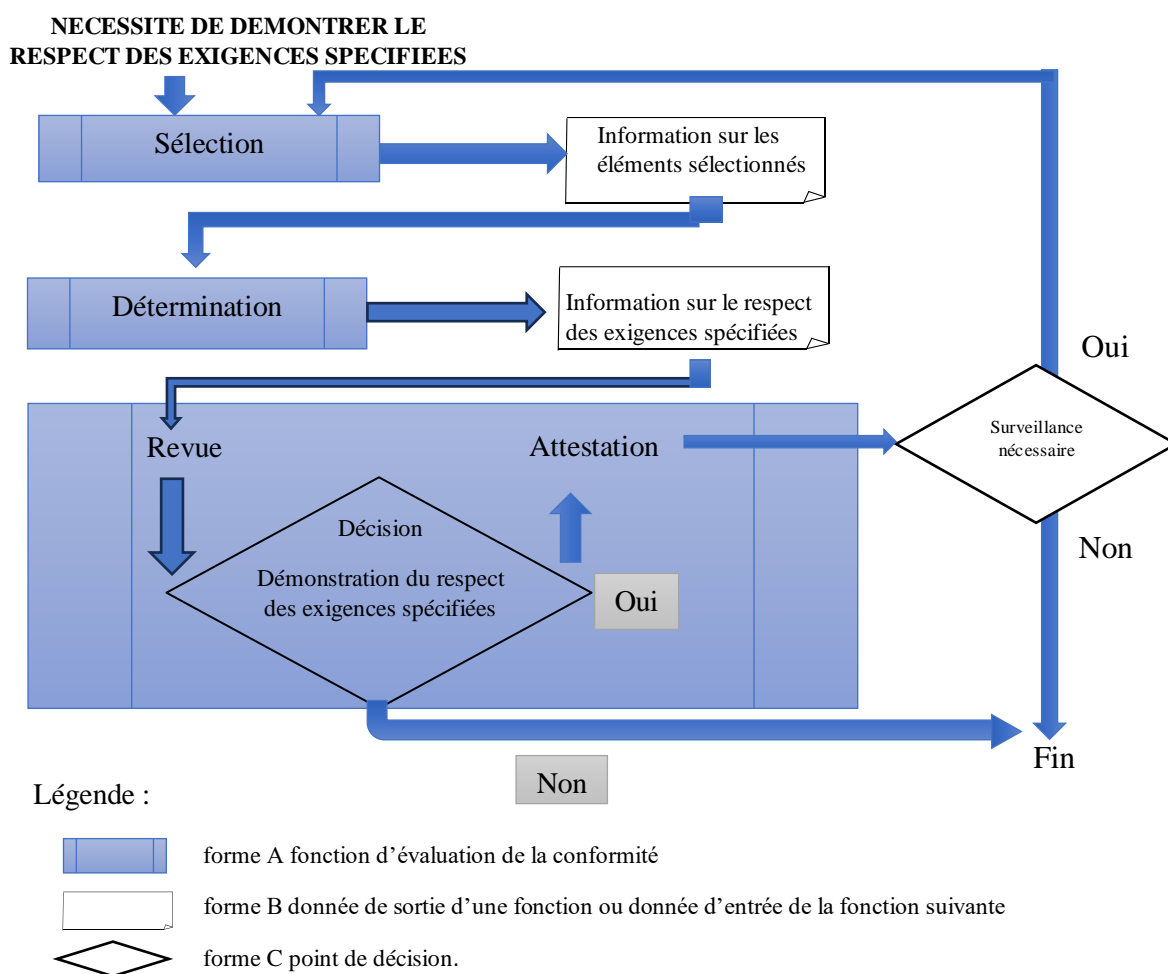 NECESSITE DE DEMONTRER LE
RESPECT DES EXIGENCES SPECIFIEES
Sélection
Information sur les
éléments sélectionnés
Détermination
Information sur le respect
des exigences spécifiées
Oui
Surveillance
nécessaire
Non
Revue
Attestation
Décision
Démonstration du respect
des exigences spécifiées
Oui
Non
Fin
Légende :
forme A fonction d’évaluation de la conformité
forme B donnée de sortie d’une fonction ou donnée d’entrée de la fonction suivante
forme C point de décision.